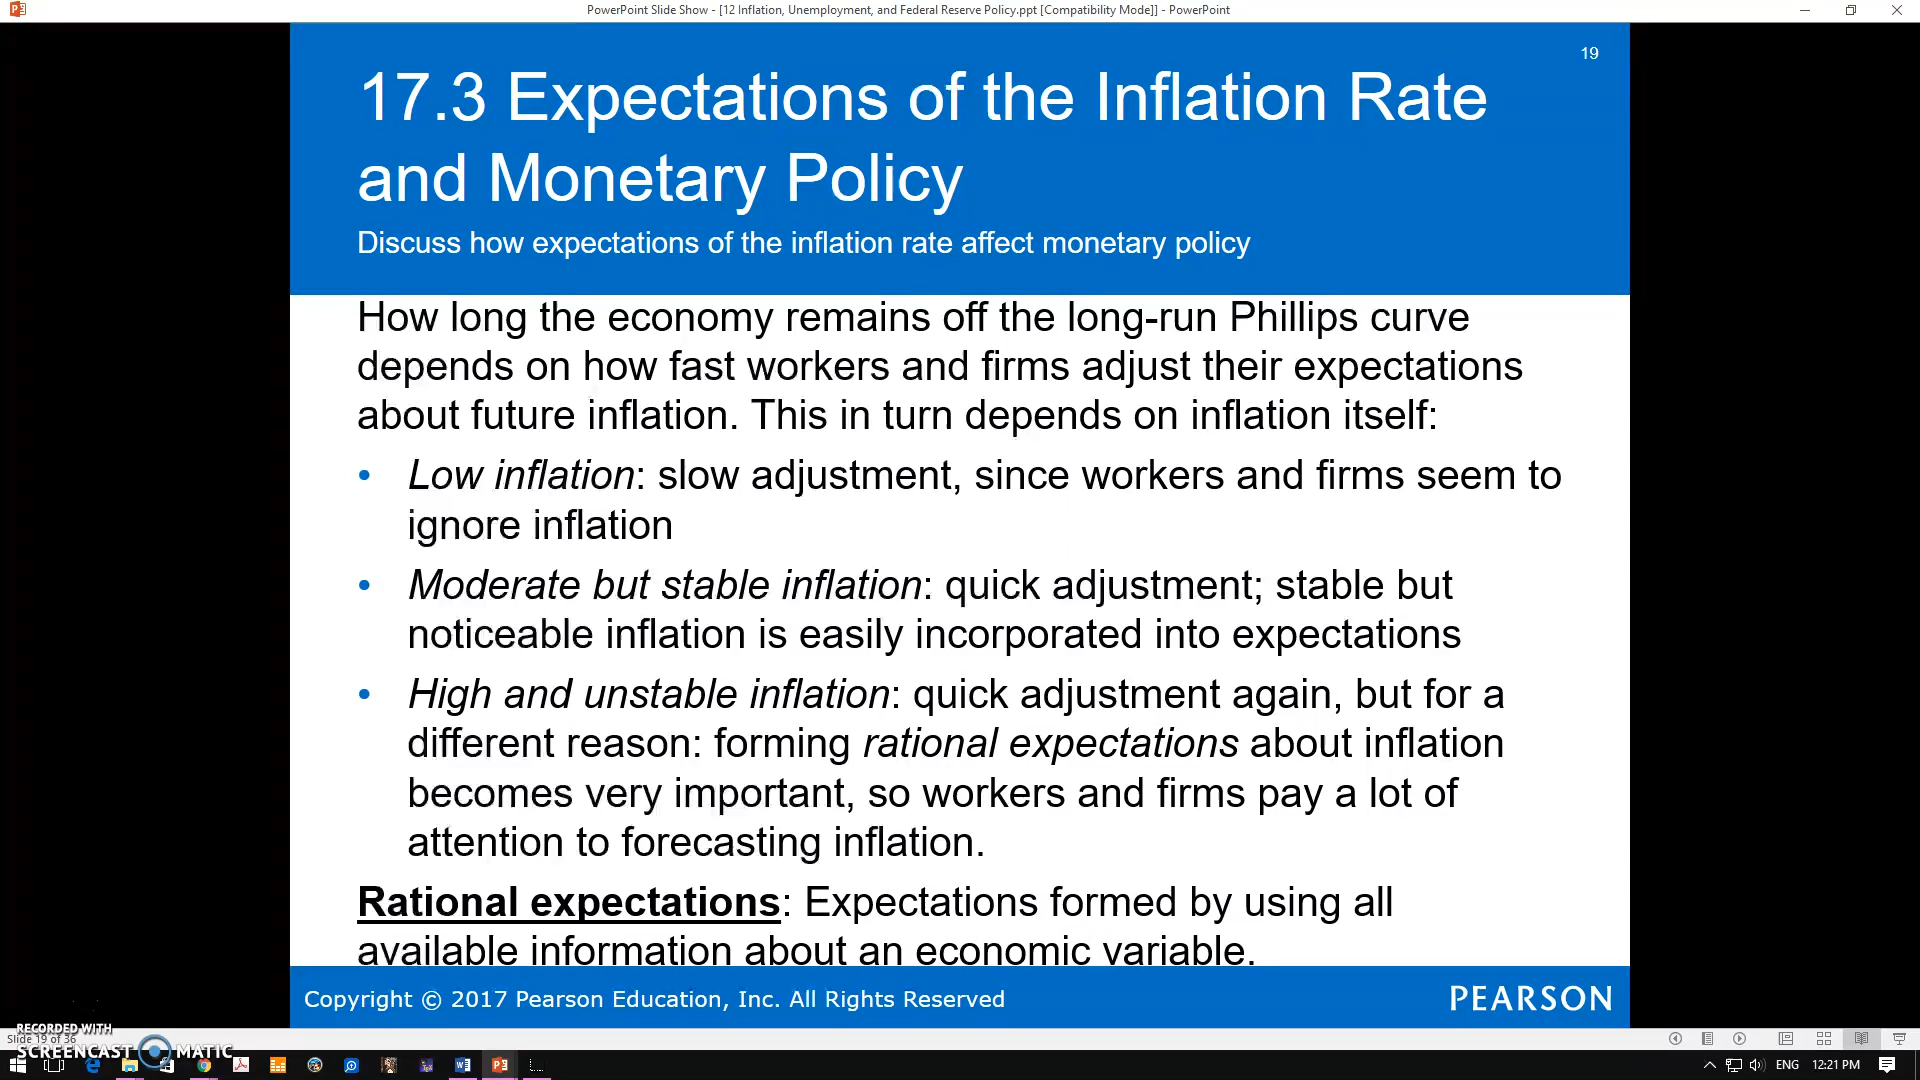 PowerPoint Slide Show - [12 Inflation, Unemployment, and Federal Reserve Policy.ppt [Compatibility Mode]] - PowerPoint
19
17.3 Expectations of the Inflation Rate
and Monetary Policy
Discuss how expectations of the inflation rate affect monetary policy
How long the economy remains off the long-run Phillips curve
depends on how fast workers and firms adjust their expectations
about future inflation. This in turn depends on inflation itself:
• Low inflation: slow adjustment, since workers and firms seem to
ignore inflation
• Moderate but stable inflation: quick adjustment; stable but
noticeable inflation is easily incorporated into expectations
• High and unstable inflation: quick adjustment again, but for a
different reason: forming rational expectations about inflation
becomes very important, so workers and firms pay a lot of
attention to forecasting inflation.
Rational expectations: Expectations formed by using all
available information about an economic variable.
Copyright © 2017 Pearson Education, Inc. All Rights Reserved
PEARSON
RECORDED WITH
Slide 19 of 36
SCREENCAST MATIC
ENG
12:21 PM